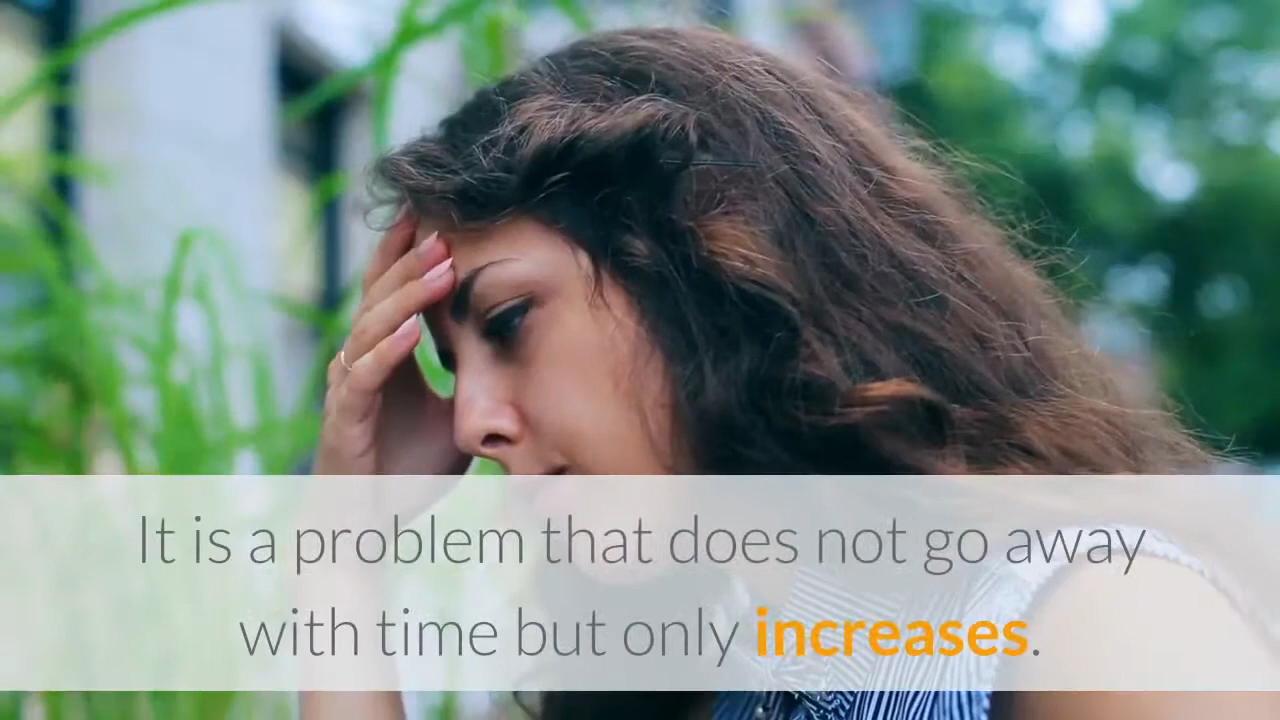 It is a problem that does not go away
with time but only increases.